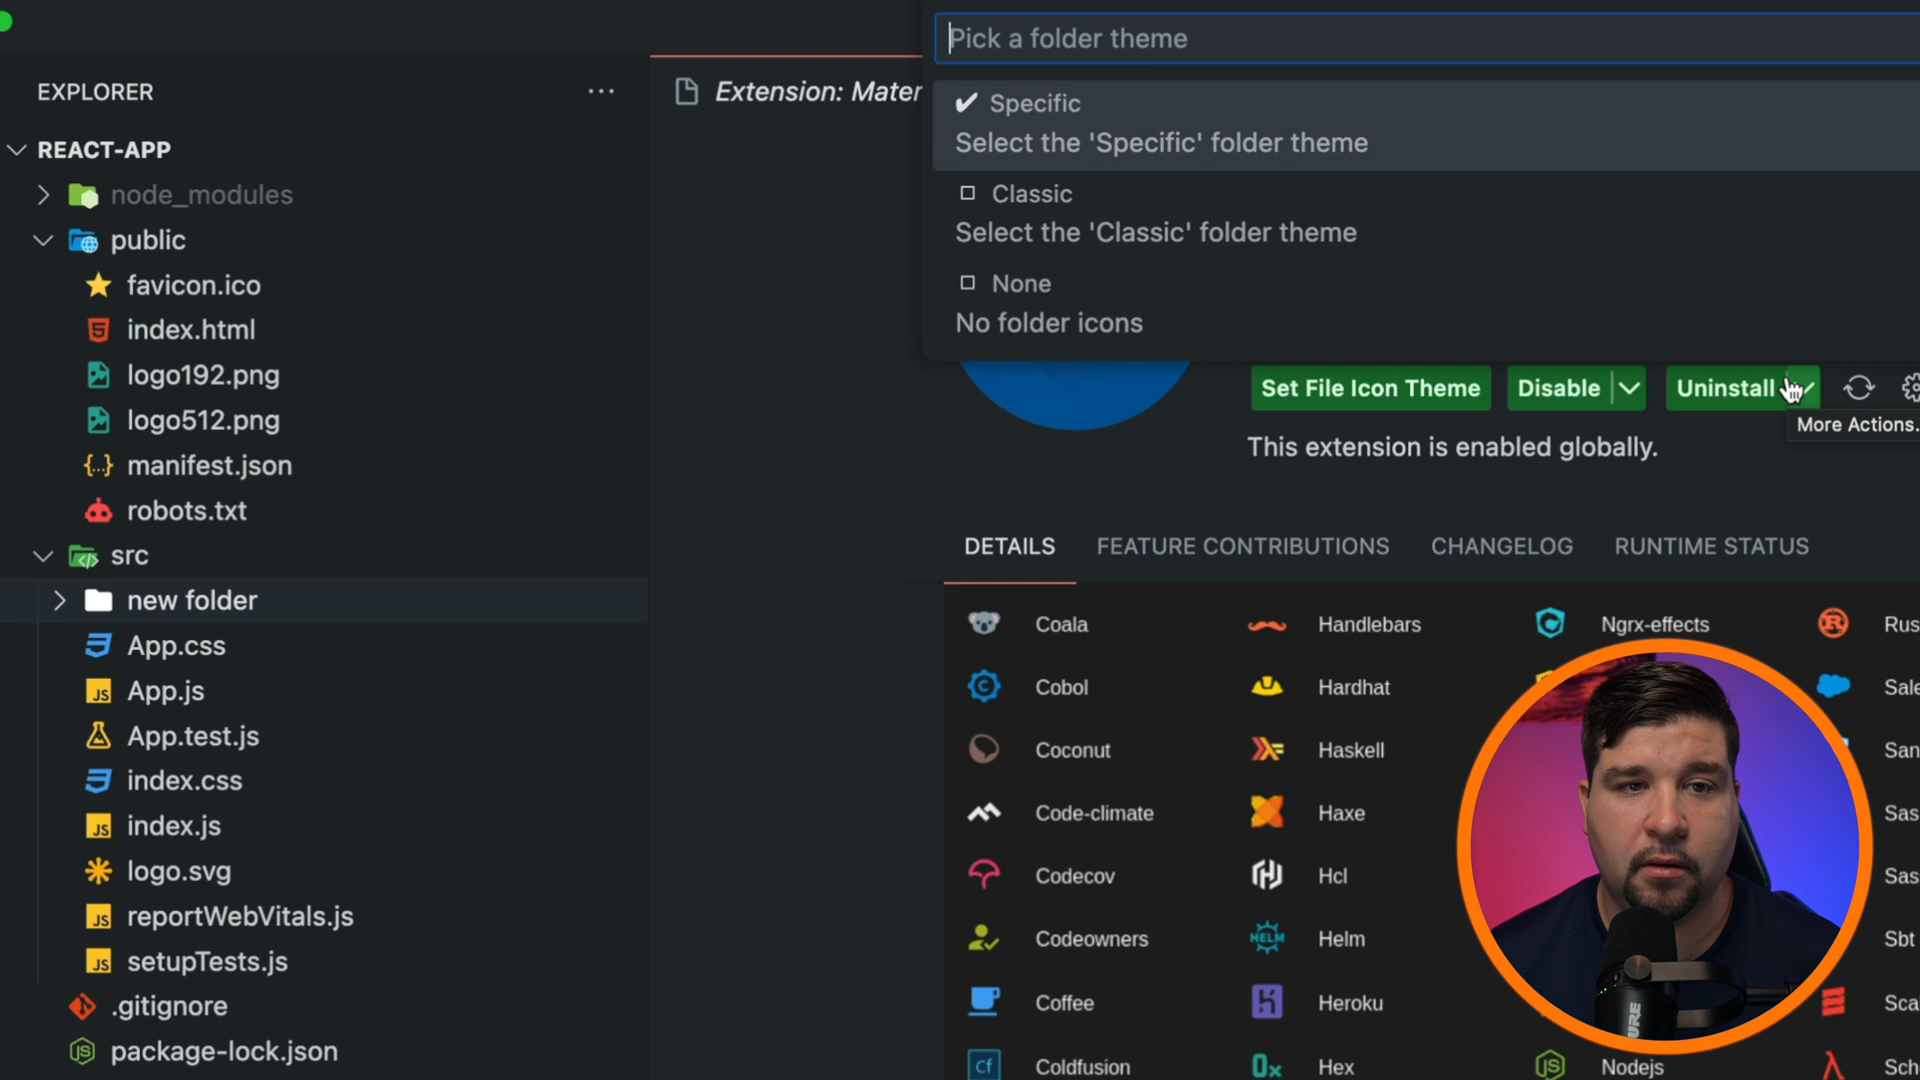 Pick a folder theme
✔ Specific
Select the 'Specific' folder theme
Classic
Select the 'Classic' folder theme
None
No folder icons
EXPLORER
REACT-APP
node_modules
public
favicon.ico
index.html
logo192.png
logo512.png
manifest.json
robots.txt
src
new folder
App.css
App.js
App.test.js
index.css
index.js
logo.svg
reportWebVitals.js
setupTests.js
.gitignore
package-lock.json
Extension: Mater
Set File Icon Theme
Disable
Uninstall
More Actions.
This extension is enabled globally.
DETAILS FEATURE CONTRIBUTIONS CHANGELOG RUNTIME STATUS
Coala Handlebars Ngrx-effects Rus
Cobol Hardhat Sale
Coconut Haskell San
Code-climate Haxe Sas
Codecov Hcl Sas
Codeowners HELM Helm Sbt
Coffee Heroku Sca
Cf Coldfusion 0x Hex JS Nodejs Sch
URE